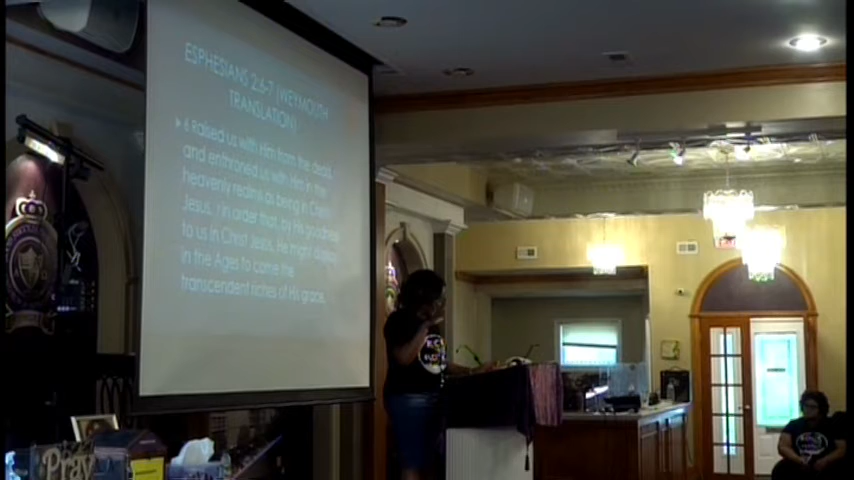 ESPHESIANS 2:6-7 (WEYMOUTH
TRANSLATION)
6 Raised us with Him from the dead,
and enthroned us with Him in the
heavenly realms as being in Christ
Jesus, 7 in order that, by His goodness
to us in Christ Jesus, He might display
in the Ages to come the
transcendent riches of His grace.
Pray